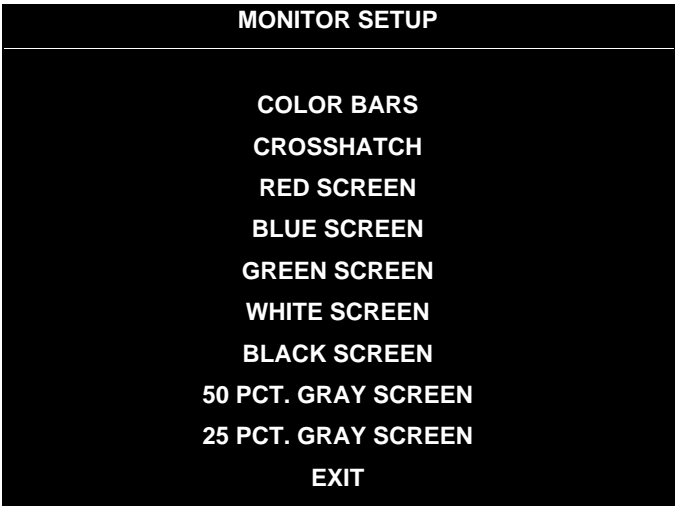 MONITOR SETUP
COLOR BARS
CROSSHATCH
RED SCREEN
BLUE SCREEN
GREEN SCREEN
WHITE SCREEN
BLACK SCREEN
50 PCT. GRAY SCREEN
25 PCT. GRAY SCREEN
EXIT